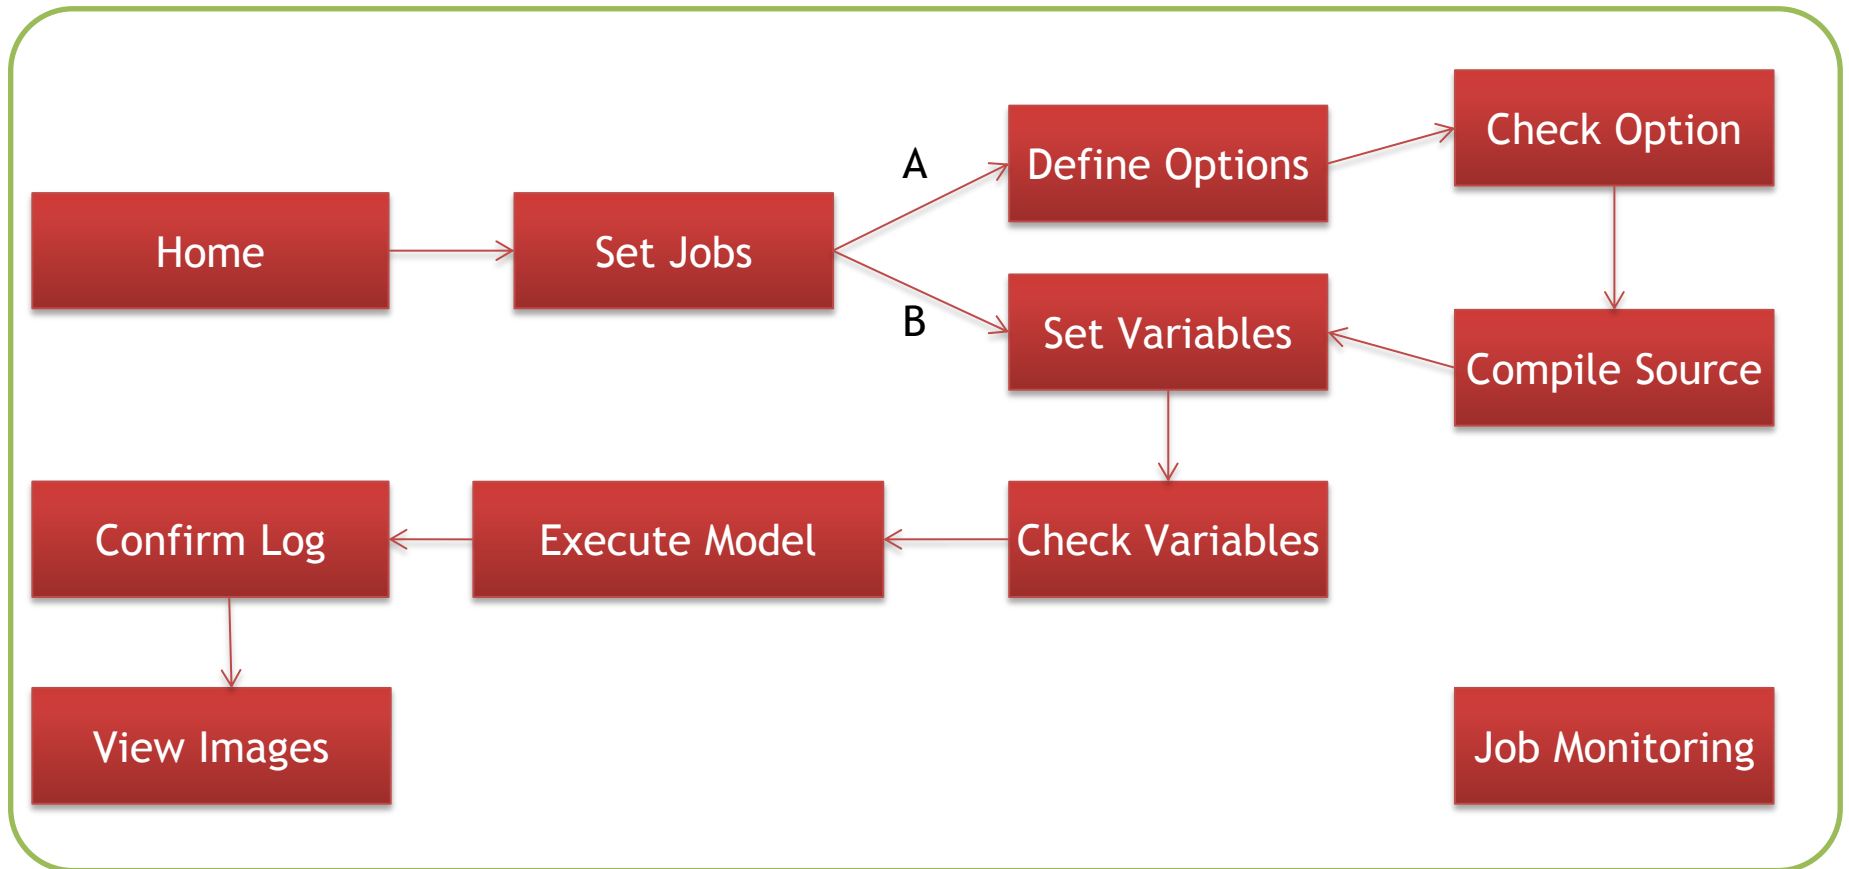 Home
Set Jobs
A
B
Define Options
Check Option
Set Variables
Compile Source
Check Variables
Execute Model
Confirm Log
View Images
Job Monitoring